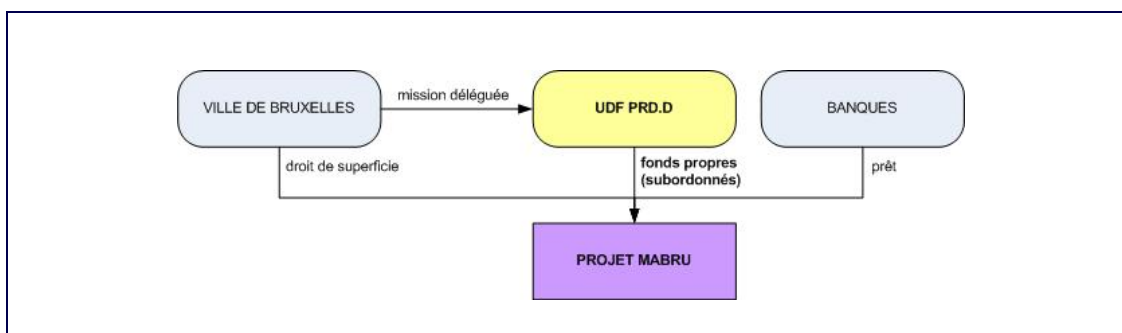 VILLE DE BRUXELLES
mission déléguée
UDF PRD.D
BANQUES
droit de superficie
fonds propres
(subordonnés)
prêt
PROJET MABRU